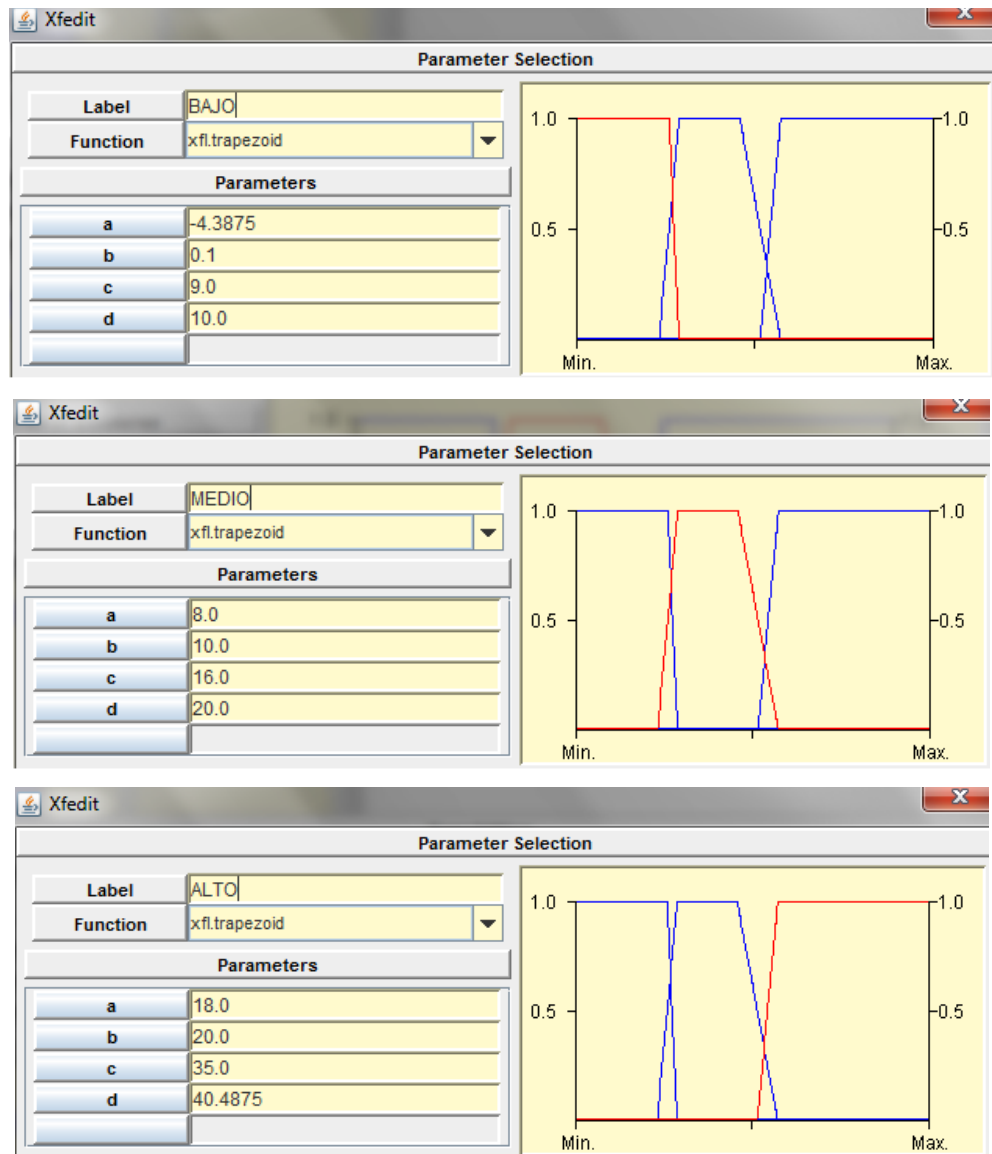 Xfedit
Parameter Selection
Label BAJO
Function xfl.trapezoid
Parameters
a -4.3875
b 0.1
c 9.0
d 10.0
1.0 1.0
0.5 0.5
Min. Max.
Xfedit
Parameter Selection
Label MEDIO
Function xfl.trapezoid
Parameters
a 8.0
b 10.0
c 16.0
d 20.0
1.0 1.0
0.5 0.5
Min. Max.
Xfedit
Parameter Selection
Label ALTO
Function xfl.trapezoid
Parameters
a 18.0
b 20.0
c 35.0
d 40.4875
1.0 1.0
0.5 0.5
Min. Max.